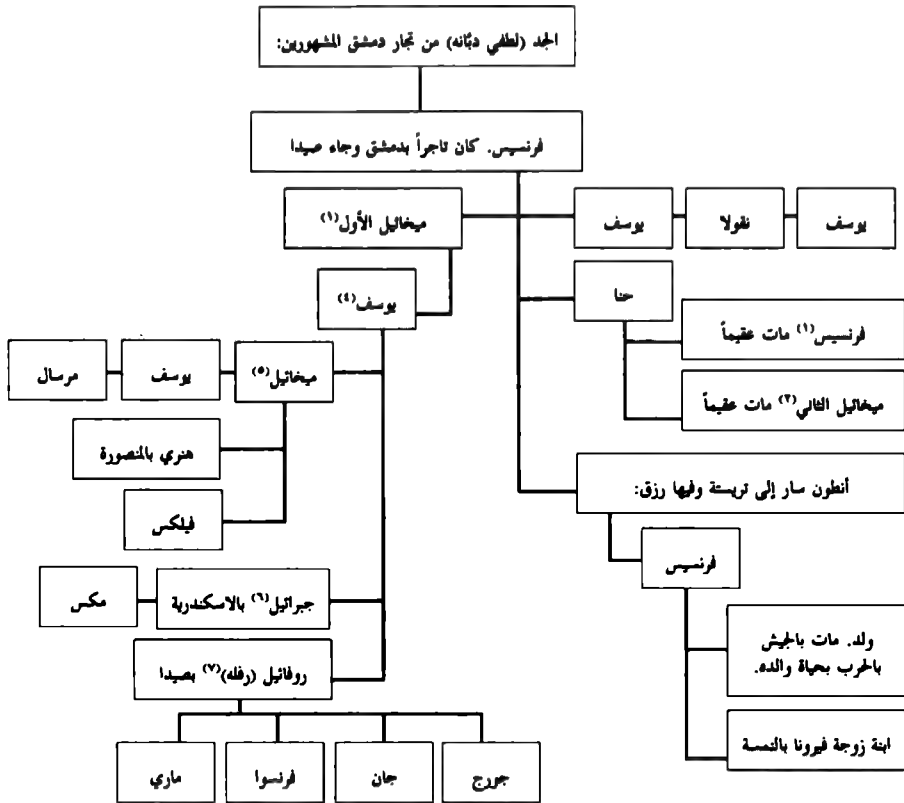 الجد (لطفي دبّانه) من تجار دمشق المشهورين:
فرنسيس. كان تاجراً بدمشق وجاء صيدا
يوسف
نقولا
يوسف
ميخائيل الأول (١)
حنا
فرنسيس (١) مات عقيماً
ميخائيل الثاني (٣) مات عقيماً
أنطون سار إلى تريستة وفيها رزق:
فرنسيس
ولد. مات بالجيش
بالحرب بحياة والده.
ابنة زوجة فيرونا بالنمسة
يوسف (٤)
ميخائيل (٥)
يوسف
مرسال
هنري بالمنصورة
فيلكس
جبرائيل (٦) بالاسكندرية
مكس
روفائيل (رفله) (٧) بصيدا
جورج
جان
فرنسوا
ماري